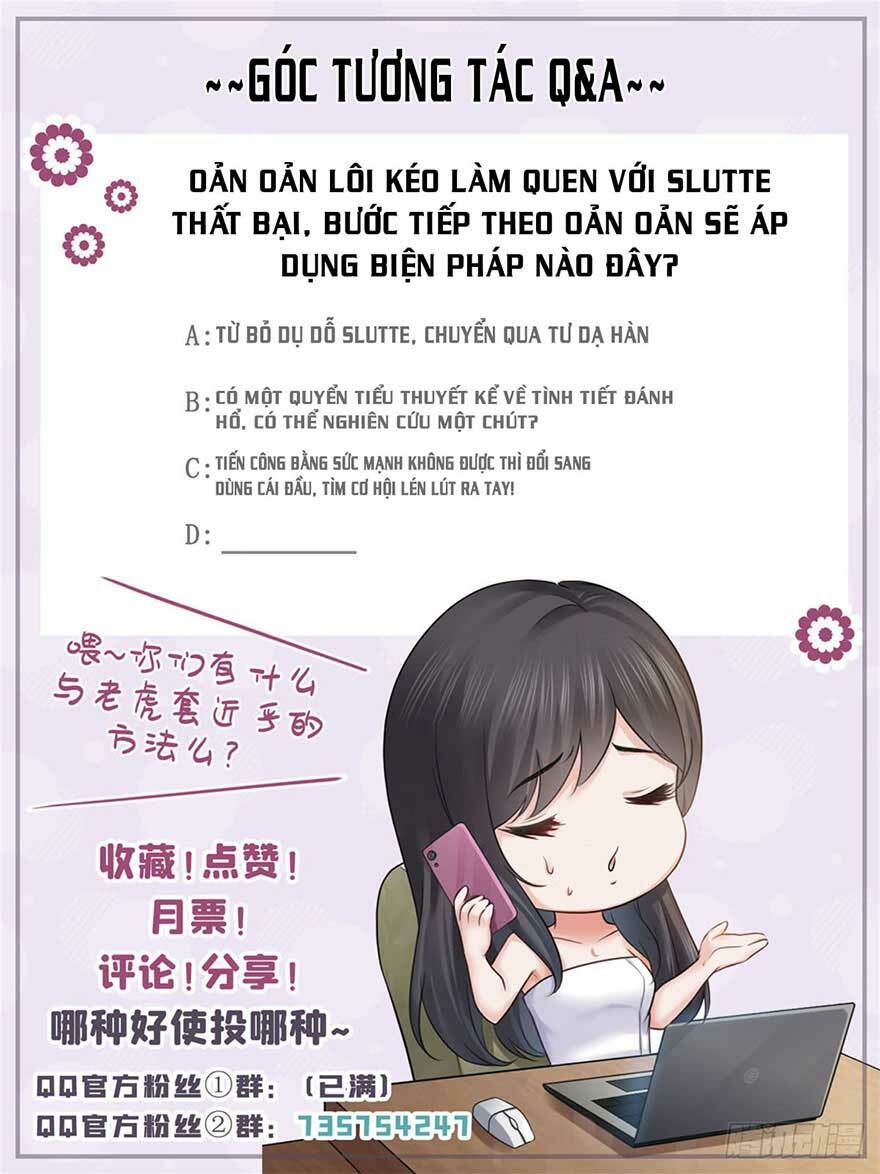 ~~GÓC TƯƠNG TÁC Q&A~~
OẢN OẢN LÔI KÉO LÀM QUEN VỚI SLUTTE
THẤT BẠI, BƯỚC TIẾP THEO OẢN OẢN SẼ ÁP
DỤNG BIỆN PHÁP NÀO ĐÂY?
A: TỪ BỎ DỤ DỖ SLUTTE, CHUYỂN QUA TƯ DẠ HÀN
B: CÓ MỘT QUYỂN TIỂU THUYẾT KỂ VỀ TÌNH TIẾT ĐÁNH
HỔ, CÓ THỂ NGHIÊN CỨU MỘT CHÚT?
C: TIẾN CÔNG BẰNG SỨC MẠNH KHÔNG ĐƯỢC THÌ ĐỔI SANG
DÙNG CÁI ĐẦU, TÌM CƠ HỘI LÉN LÚT RA TAY!
D:
喂~你们有什么
与老虎套近乎的
方法么?
收藏!点赞!
月票!
评论!分享!
哪种好使投哪种~
QQ官方粉丝①群: (已满)
QQ官方粉丝②群: 735754247
腾讯动漫